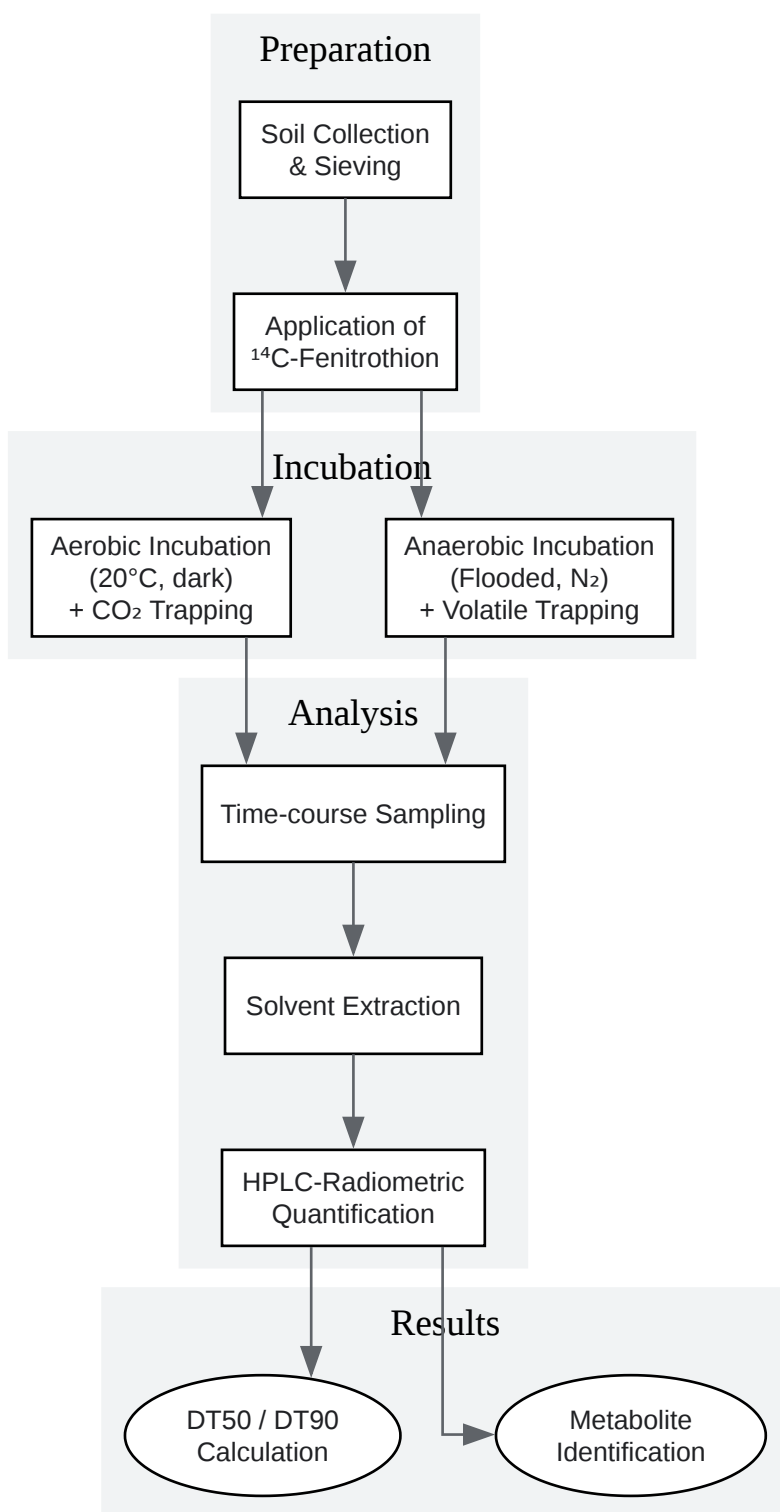 Preparation
Soil Collection
& Sieving
Application of
¹⁴C-Fenitrothion
Incubation
Aerobic Incubation
(20°C, dark)
+ CO₂ Trapping
Anaerobic Incubation
(Flooded, N₂)
+ Volatile Trapping
Analysis
Time-course Sampling
Solvent Extraction
HPLC-Radiometric
Quantification
Results
DT50 / DT90
Calculation
Metabolite
Identification